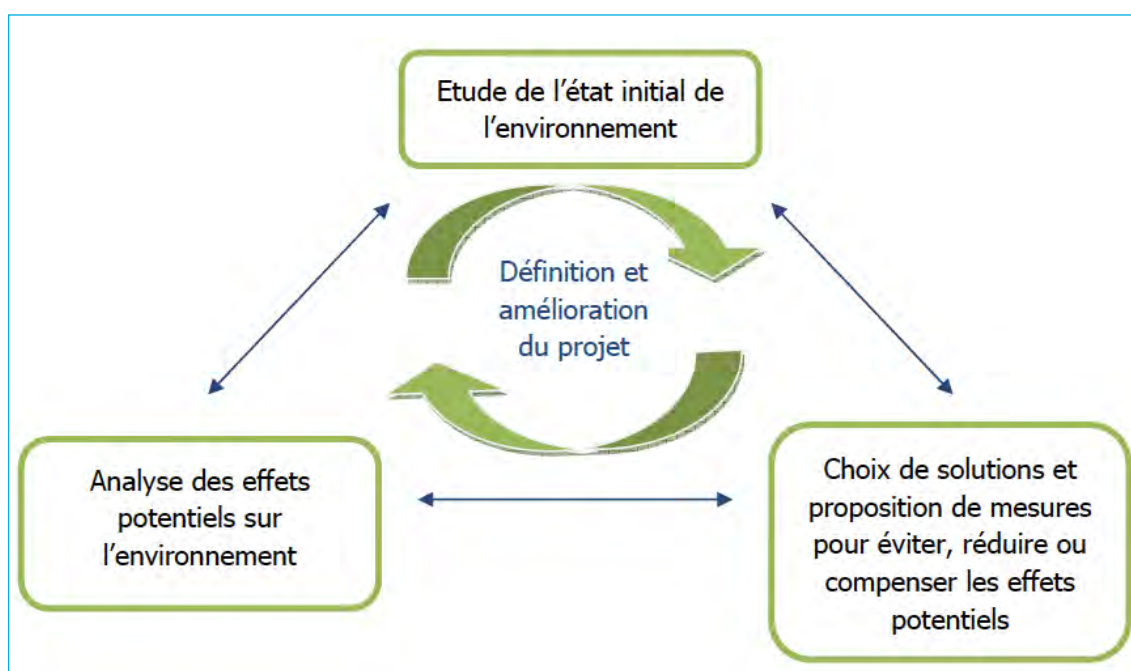 Etude de l’état initial de
l’environnement
Définition et
amélioration
du projet
Analyse des effets
potentiels sur
l’environnement
Choix de solutions et
proposition de mesures
pour éviter, réduire ou
compenser les effets
potentiels